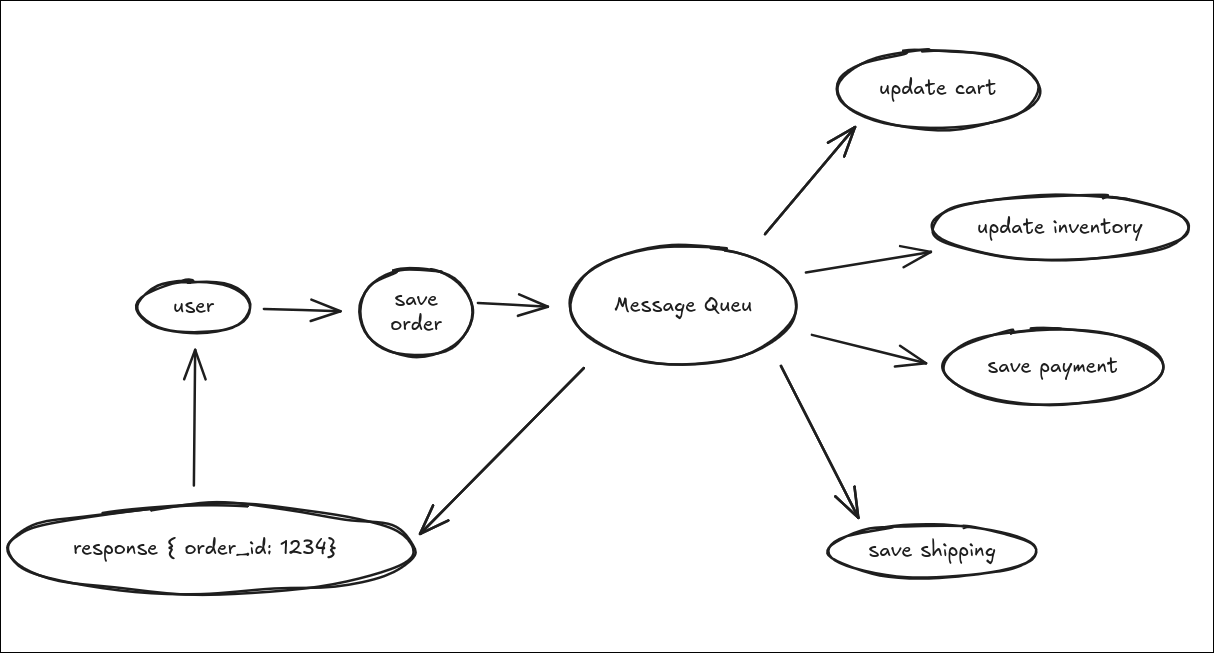 update cart
update inventory
user
save
order
Message Queu
save payment
response { order_id: 1234}
save shipping